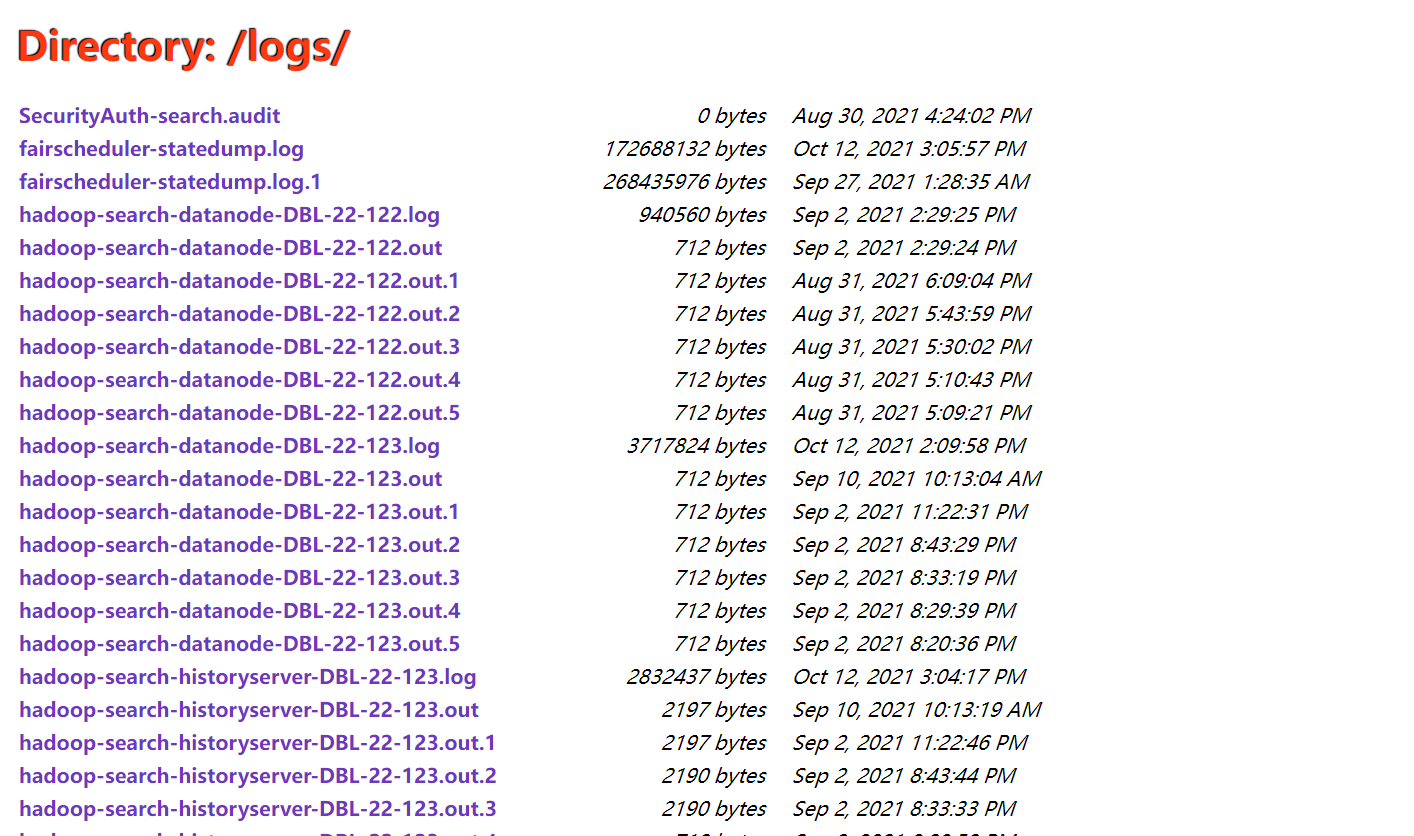 Directory: /logs/
SecurityAuth-search.audit 0 bytes Aug 30, 2021 4:24:02 PM
fairscheduler-statedump.log 172688132 bytes Oct 12, 2021 3:05:57 PM
fairscheduler-statedump.log.1 268435976 bytes Sep 27, 2021 1:28:35 AM
hadoop-search-datanode-DBL-22-122.log 940560 bytes Sep 2, 2021 2:29:25 PM
hadoop-search-datanode-DBL-22-122.out 712 bytes Sep 2, 2021 2:29:24 PM
hadoop-search-datanode-DBL-22-122.out.1 712 bytes Aug 31, 2021 6:09:04 PM
hadoop-search-datanode-DBL-22-122.out.2 712 bytes Aug 31, 2021 5:43:59 PM
hadoop-search-datanode-DBL-22-122.out.3 712 bytes Aug 31, 2021 5:30:02 PM
hadoop-search-datanode-DBL-22-122.out.4 712 bytes Aug 31, 2021 5:10:43 PM
hadoop-search-datanode-DBL-22-122.out.5 712 bytes Aug 31, 2021 5:09:21 PM
hadoop-search-datanode-DBL-22-123.log 3717824 bytes Oct 12, 2021 2:09:58 PM
hadoop-search-datanode-DBL-22-123.out 712 bytes Sep 10, 2021 10:13:04 AM
hadoop-search-datanode-DBL-22-123.out.1 712 bytes Sep 2, 2021 11:22:31 PM
hadoop-search-datanode-DBL-22-123.out.2 712 bytes Sep 2, 2021 8:43:29 PM
hadoop-search-datanode-DBL-22-123.out.3 712 bytes Sep 2, 2021 8:33:19 PM
hadoop-search-datanode-DBL-22-123.out.4 712 bytes Sep 2, 2021 8:29:39 PM
hadoop-search-datanode-DBL-22-123.out.5 712 bytes Sep 2, 2021 8:20:36 PM
hadoop-search-historyserver-DBL-22-123.log 2832437 bytes Oct 12, 2021 3:04:17 PM
hadoop-search-historyserver-DBL-22-123.out 2197 bytes Sep 10, 2021 10:13:19 AM
hadoop-search-historyserver-DBL-22-123.out.1 2197 bytes Sep 2, 2021 11:22:46 PM
hadoop-search-historyserver-DBL-22-123.out.2 2190 bytes Sep 2, 2021 8:43:44 PM
hadoop-search-historyserver-DBL-22-123.out.3 2190 bytes Sep 2, 2021 8:33:33 PM